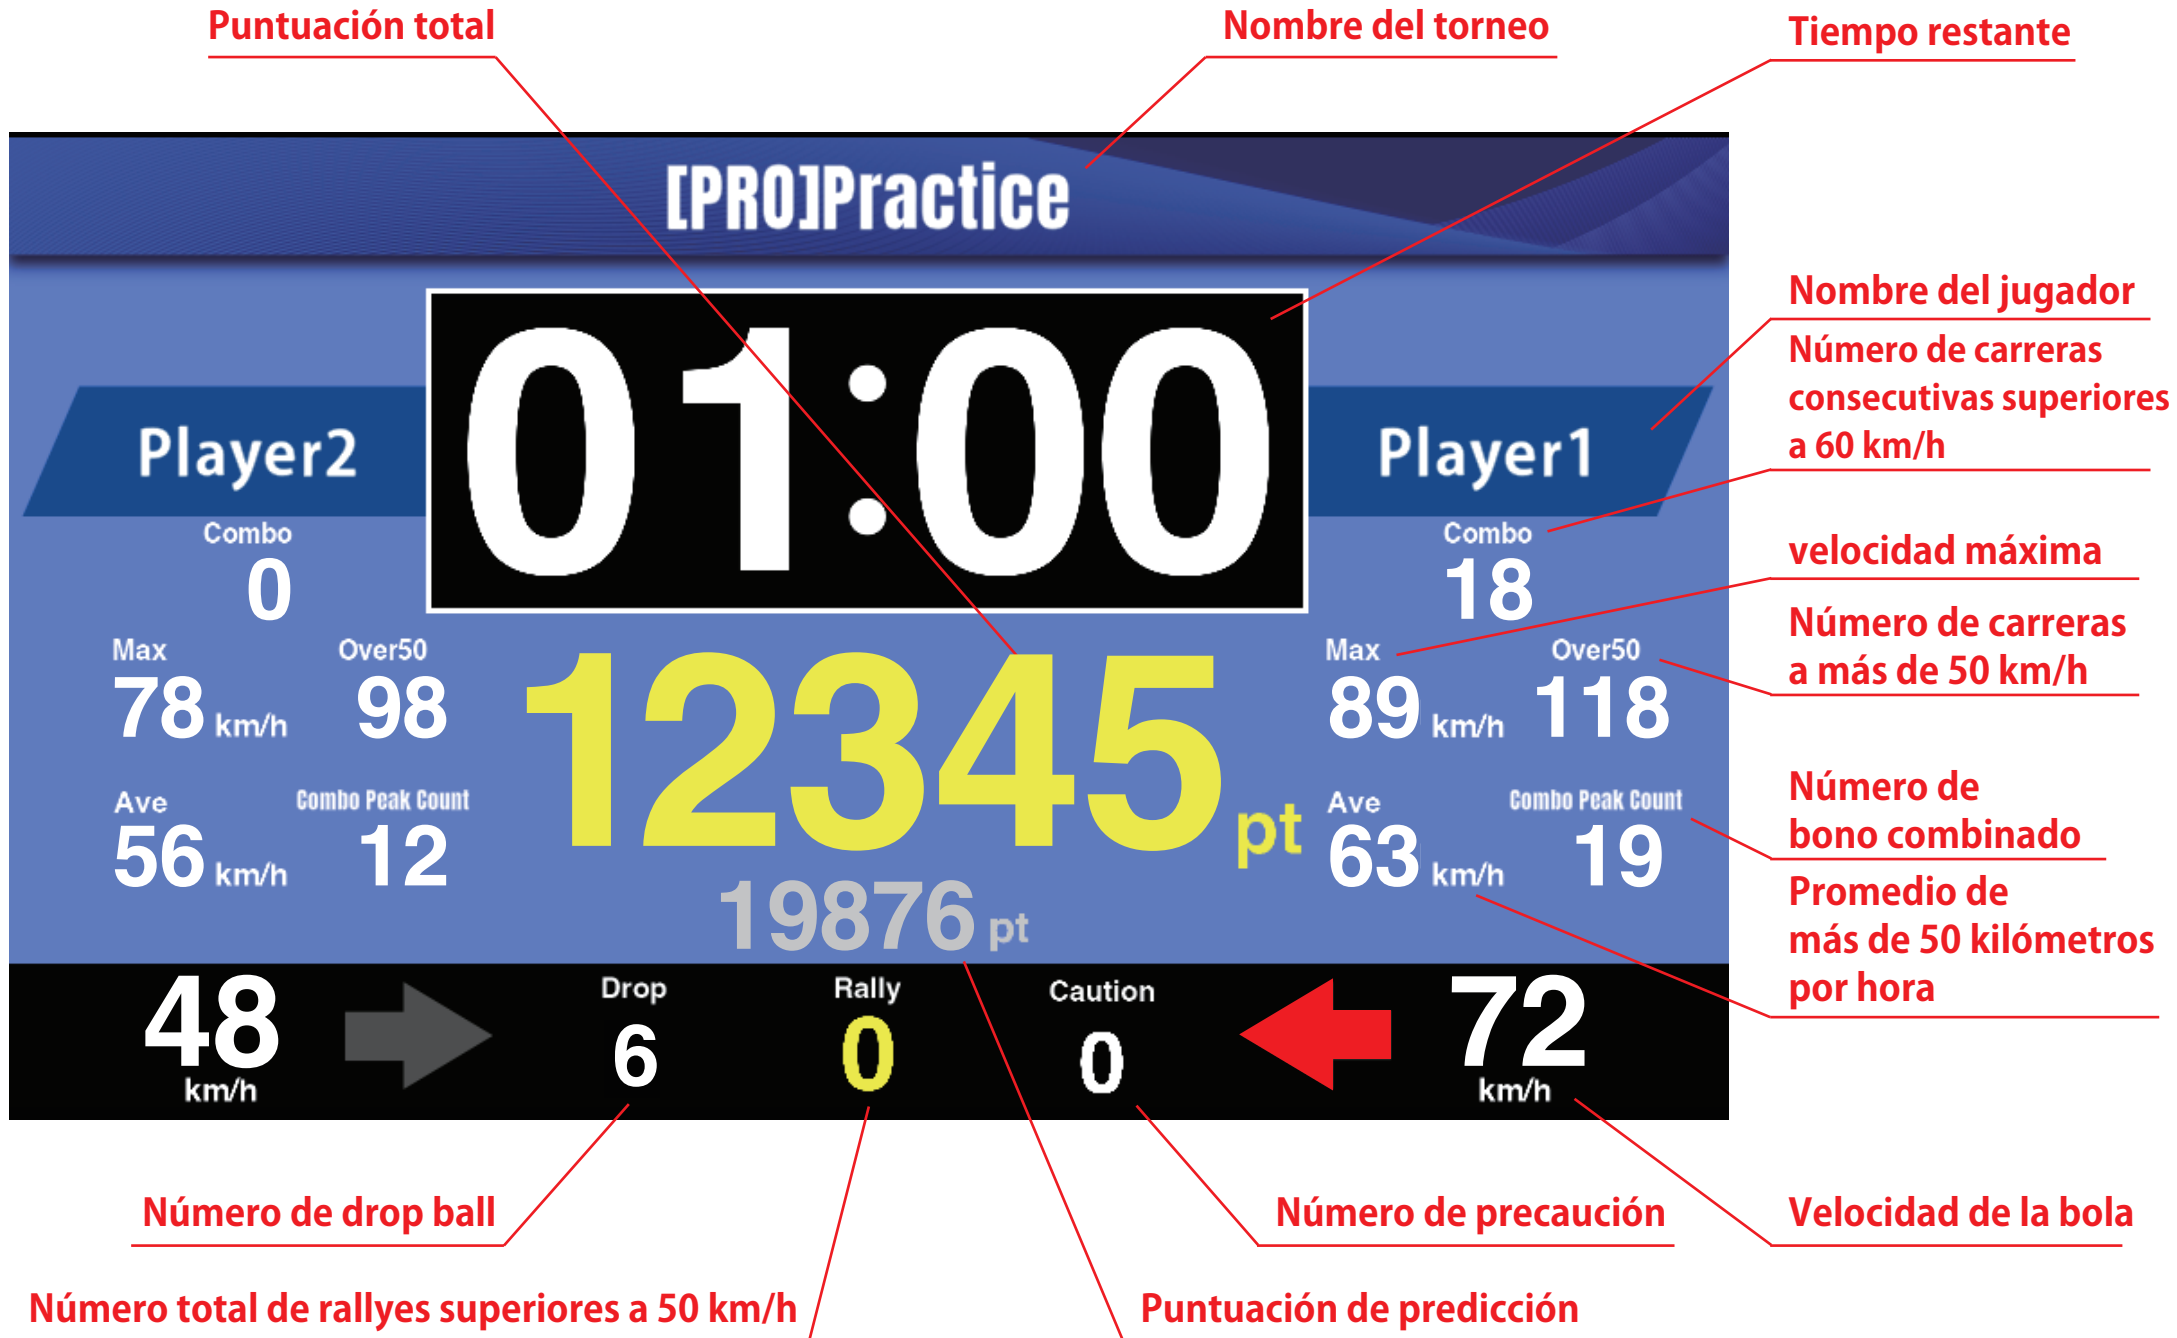 Puntuación total
Nombre del torneo
Tiempo restante
[PRO]Practice
01:00
Player2
Player1
Nombre del jugador
Número de carreras
consecutivas superiores
a 60 km/h
Combo
0
Combo
18
velocidad máxima
Número de carreras
a más de 50 km/h
Max
78 km/h
Over50
98
12345 pt
Max
89 km/h
Over50
118
Ave
56 km/h
Combo Peak Count
12
19876 pt
Ave
63 km/h
Combo Peak Count
19
Número de
bono combinado
Promedio de
más de 50 kilómetros
por hora
48
km/h
Drop
6
Rally
0
Caution
0
72
km/h
Número de drop ball
Número de precaución
Velocidad de la bola
Número total de rallyes superiores a 50 km/h
Puntuación de predicción